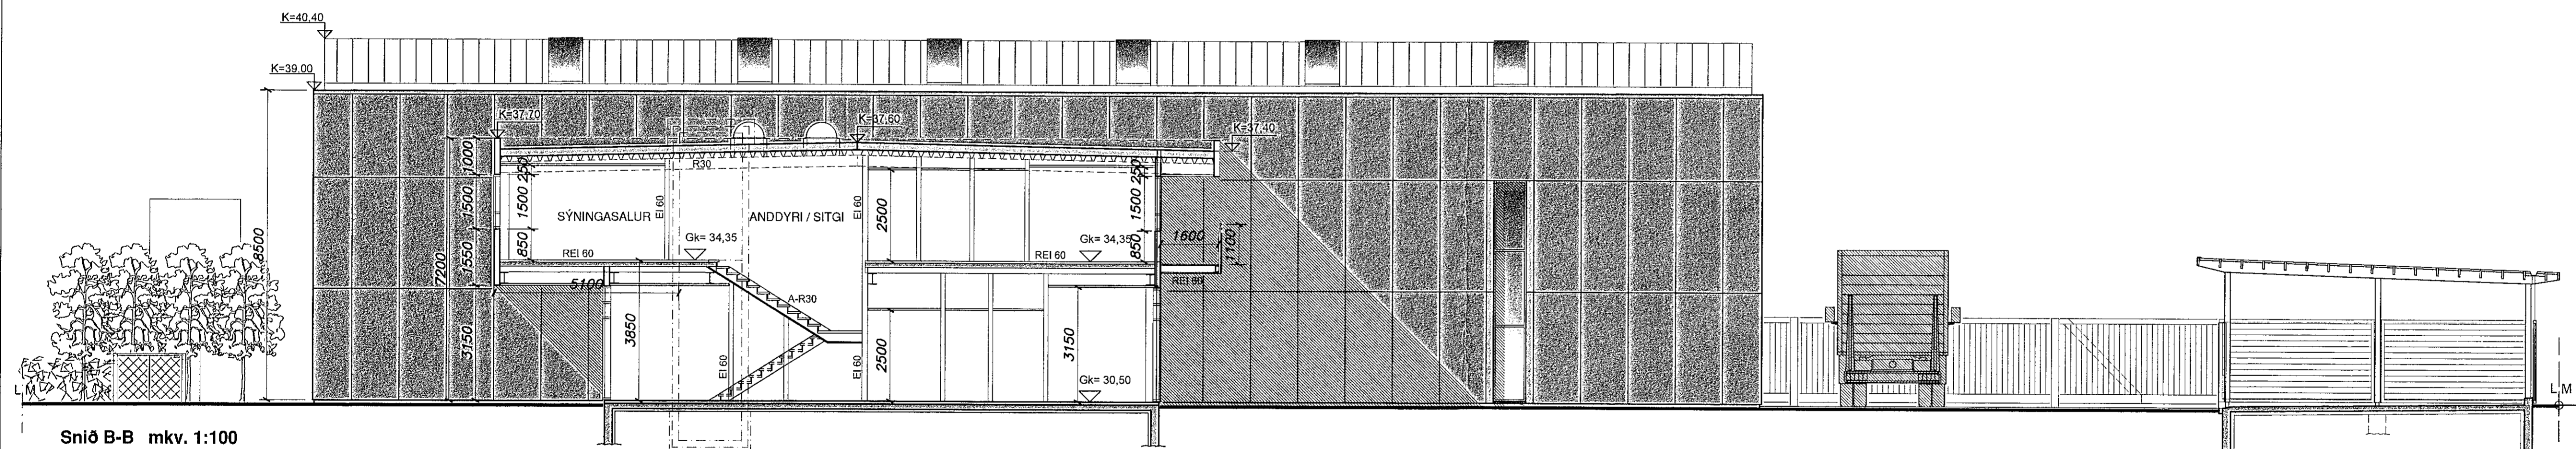 K=40,40
K=39.00
K=37.70
K=37,60
K=37,40
1000
250
R30
250
1500
1500
SÝNINGASALUR
EI 60
ANDDYRI / SITGI
EI 60
2500
1500
8500
7200
1550
850
REI 60
Gk= 34,35
REI 60
Gk= 34,35
850
1600
1100
5100
A-R30
REI 60
3150
3850
EI 60
EI 60
2500
3150
Gk= 30,50
L M
L M
Snið B-B mkv. 1:100